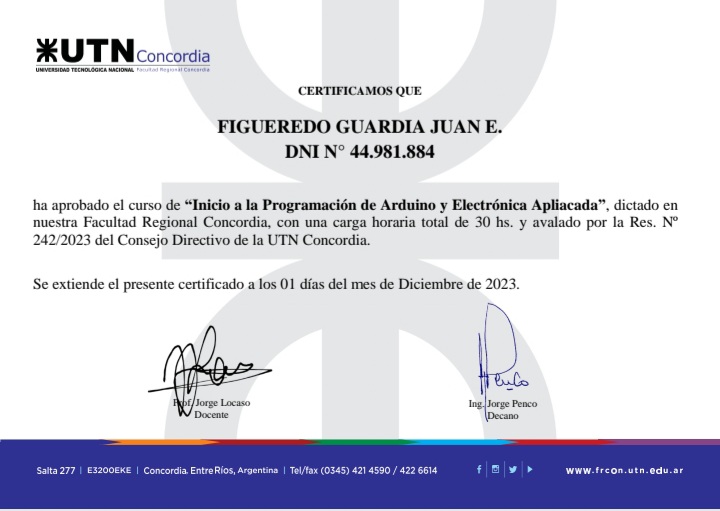 UTN Concordia
UNIVERSIDAD TECNOLÓGICA NACIONAL Facultad Regional Concordia
CERTIFICAMOS QUE
FIGUEREDO GUARDIA JUAN E.
DNI N° 44.981.884
ha aprobado el curso de “Inicio a la Programación de Arduino y Electrónica Apliacada”, dictado en
nuestra Facultad Regional Concordia, con una carga horaria total de 30 hs. y avalado por la Res. Nº
242/2023 del Consejo Directivo de la UTN Concordia.
Se extiende el presente certificado a los 01 días del mes de Diciembre de 2023.
Prof. Jorge Locaso
Docente
Penco
Ing. Jorge Penco
Decano
Salta 277 | E3200EKE | Concordia. Entre Ríos, Argentina | Tel/fax (0345) 421 4590 / 422 6614
www.frcon.utn.edu.ar